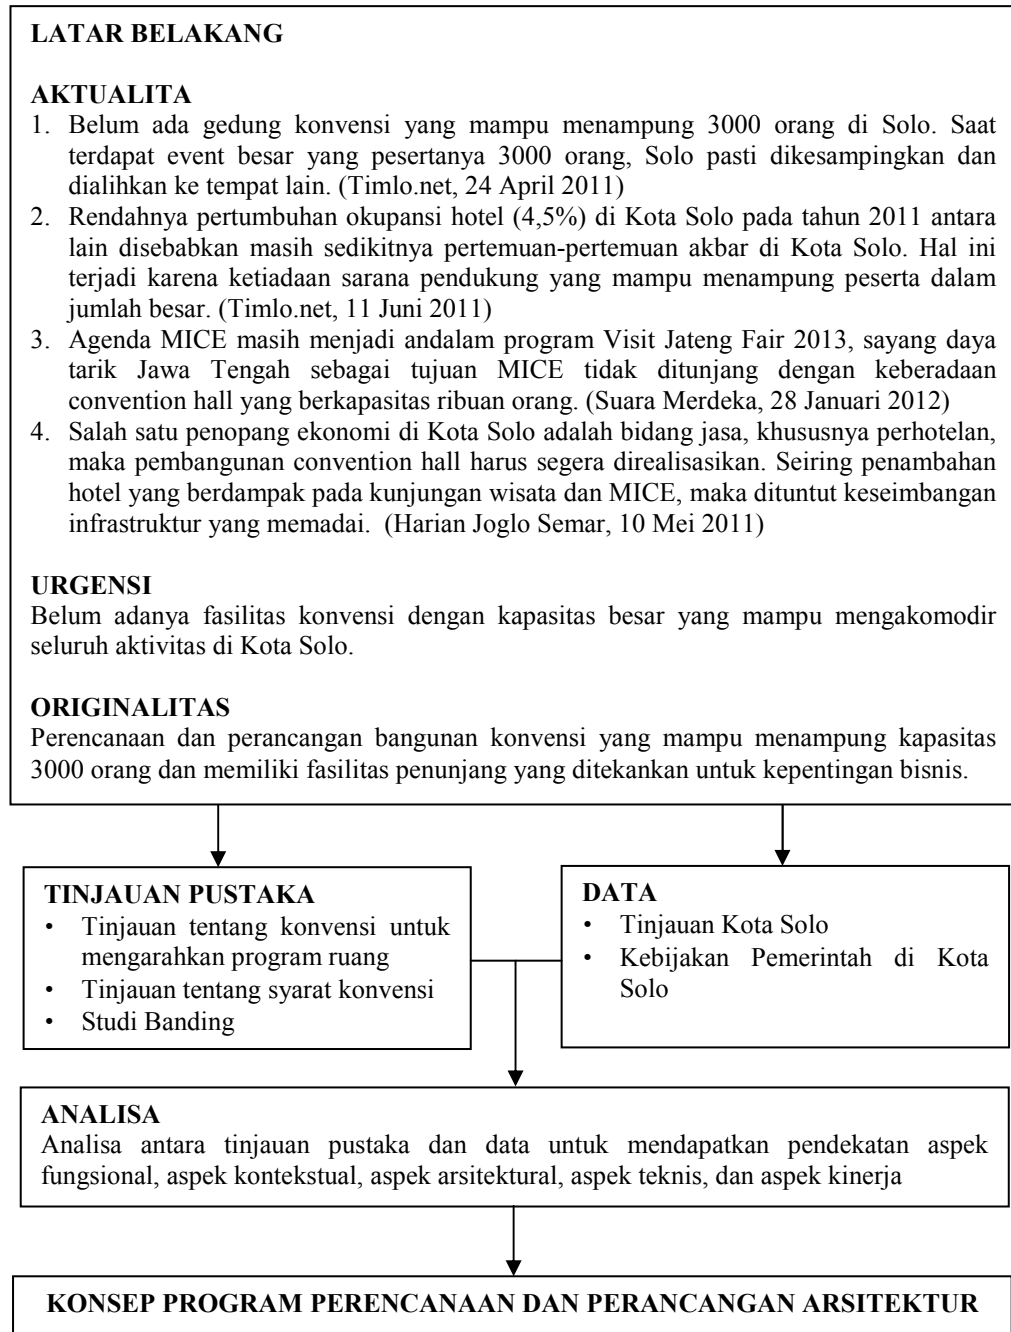 LATAR BELAKANG
AKTUALITA
1. Belum ada gedung konvensi yang mampu menampung 3000 orang di Solo. Saat
terdapat event besar yang pesertanya 3000 orang, Solo pasti dikesampingkan dan
dialihkan ke tempat lain. (Timlo.net, 24 April 2011)
2. Rendahnya pertumbuhan okupansi hotel (4,5%) di Kota Solo pada tahun 2011 antara
lain disebabkan masih sedikitnya pertemuan-pertemuan akbar di Kota Solo. Hal ini
terjadi karena ketiadaan sarana pendukung yang mampu menampung peserta dalam
jumlah besar. (Timlo.net, 11 Juni 2011)
3. Agenda MICE masih menjadi andalam program Visit Jateng Fair 2013, sayang daya
tarik Jawa Tengah sebagai tujuan MICE tidak ditunjang dengan keberadaan
convention hall yang berkapasitas ribuan orang. (Suara Merdeka, 28 Januari 2012)
4. Salah satu penopang ekonomi di Kota Solo adalah bidang jasa, khususnya perhotelan,
maka pembangunan convention hall harus segera direalisasikan. Seiring penambahan
hotel yang berdampak pada kunjungan wisata dan MICE, maka dituntut keseimbangan
infrastruktur yang memadai. (Harian Joglo Semar, 10 Mei 2011)
URGENSI
Belum adanya fasilitas konvensi dengan kapasitas besar yang mampu mengakomodir
seluruh aktivitas di Kota Solo.
ORIGINALITAS
Perencanaan dan perancangan bangunan konvensi yang mampu menampung kapasitas
3000 orang dan memiliki fasilitas penunjang yang ditekankan untuk kepentingan bisnis.
TINJAUAN PUSTAKA
• Tinjauan tentang konvensi untuk
mengarahkan program ruang
• Tinjauan tentang syarat konvensi
• Studi Banding
DATA
• Tinjauan Kota Solo
• Kebijakan Pemerintah di Kota
Solo
ANALISA
Analisa antara tinjauan pustaka dan data untuk mendapatkan pendekatan aspek
fungsional, aspek kontekstual, aspek arsitektural, aspek teknis, dan aspek kinerja
KONSEP PROGRAM PERENCANAAN DAN PERANCANGAN ARSITEKTUR